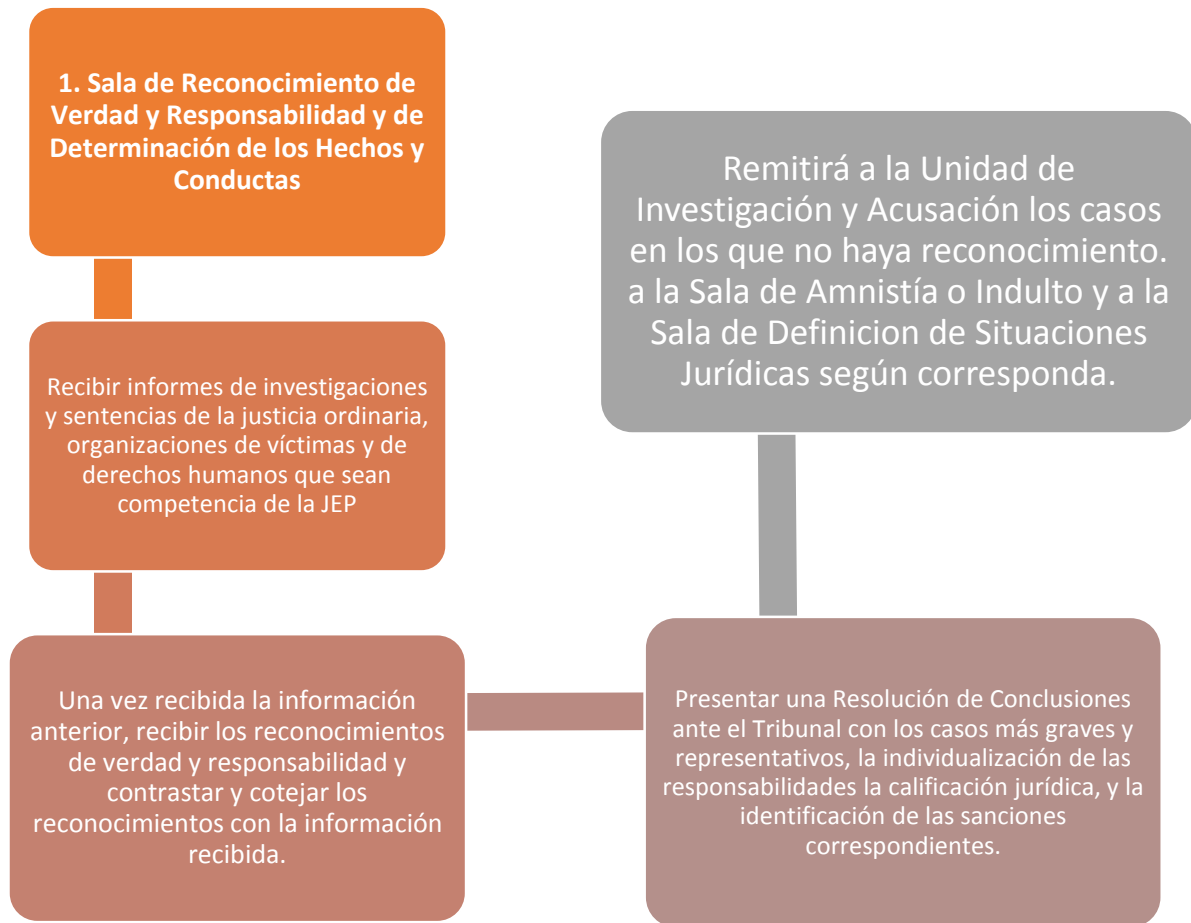 1. Sala de Reconocimiento de
Verdad y Responsabilidad y de
Determinación de los Hechos y
Conductas
Recibir informes de investigaciones
y sentencias de la justicia ordinaria,
organizaciones de víctimas y de
derechos humanos que sean
competencia de la JEP
Una vez recibida la información
anterior, recibir los reconocimientos
de verdad y responsabilidad y
contrastar y cotejar los
reconocimientos con la información
recibida.
Presentar una Resolución de Conclusiones
ante el Tribunal con los casos más graves y
representativos, la individualización de las
responsabilidades la calificación jurídica, y la
identificación de las sanciones
correspondientes.
Remitirá a la Unidad de
Investigación y Acusación los casos
en los que no haya reconocimiento.
a la Sala de Amnistía o Indulto y a la
Sala de Definicion de Situaciones
Jurídicas según corresponda.